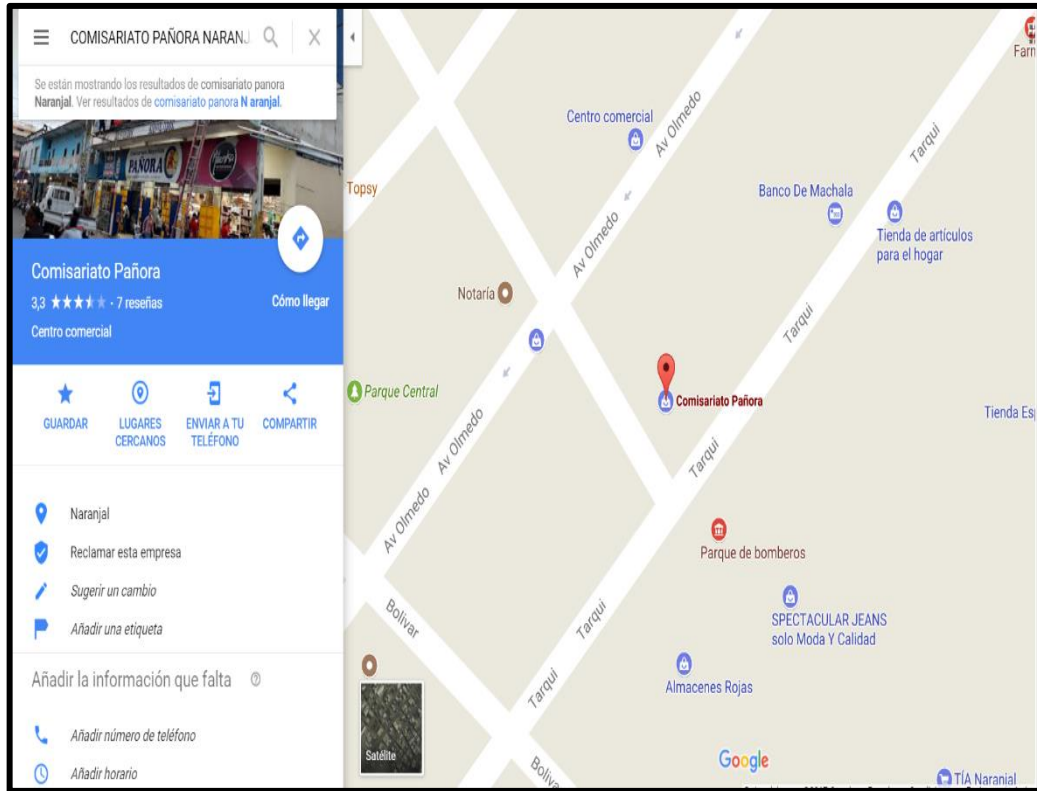 COMISARIATO PAÑORA NARANJ
Se están mostrando los resultados de comisariato panora
Naranjal. Ver resultados de comisariato panora N aranjal.
PAÑORA
Comisariato Pañora
3,3 ★★★★★ · 7 reseñas
Centro comercial
Cómo llegar
GUARDAR
LUGARES
CERCANOS
ENVIAR A TU
TELÉFONO
COMPARTIR
Naranjal
Reclamar esta empresa
Sugerir un cambio
Añadir una etiqueta
Añadir la información que falta
Añadir número de teléfono
Añadir horario
Farm
Centro comercial
Av Olmedo
Tarqui
Topsy
Banco De Machala
Tienda de artículos
para el hogar
Av Olmedo
Notaría
Tarqui
Parque Central
Comisariato Pañora
Tienda Esp
Av Olmedo
Tarqui
Av Olmedo
Parque de bomberos
Bolivar
Tarqui
SPECTACULAR JEANS
solo Moda Y Calidad
Almacenes Rojas
Tarqui
Satélite
Google
Bolivar
TÍA Naranjal